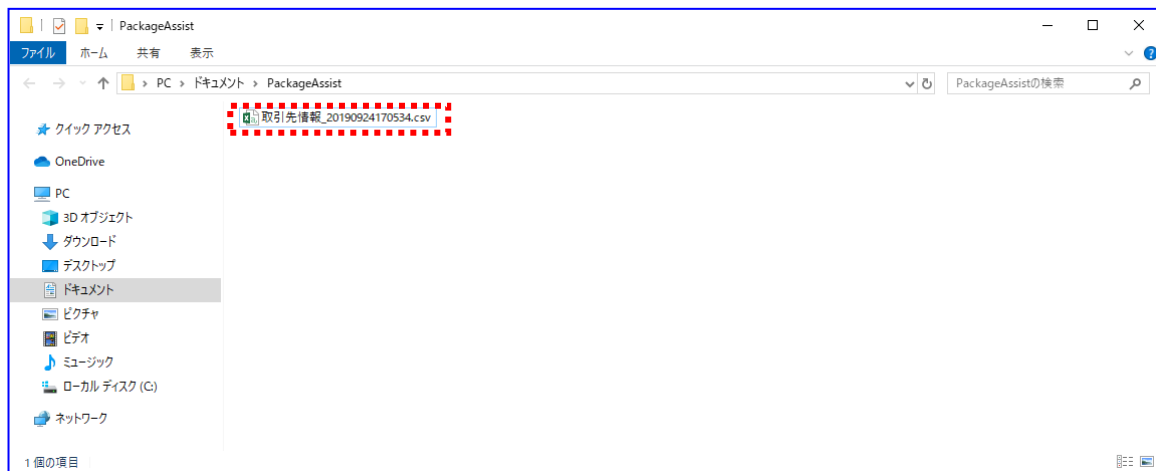 PackageAssist
ファイル ホーム 共有 表示
PC › ドキュメント › PackageAssist PackageAssistの検索
取引先情報_20190924170534.csv
クイック アクセス
OneDrive
PC
3D オブジェクト
ダウンロード
デスクトップ
ドキュメント
ピクチャ
ビデオ
ミュージック
ローカル ディスク (C:)
ネットワーク
1 個の項目